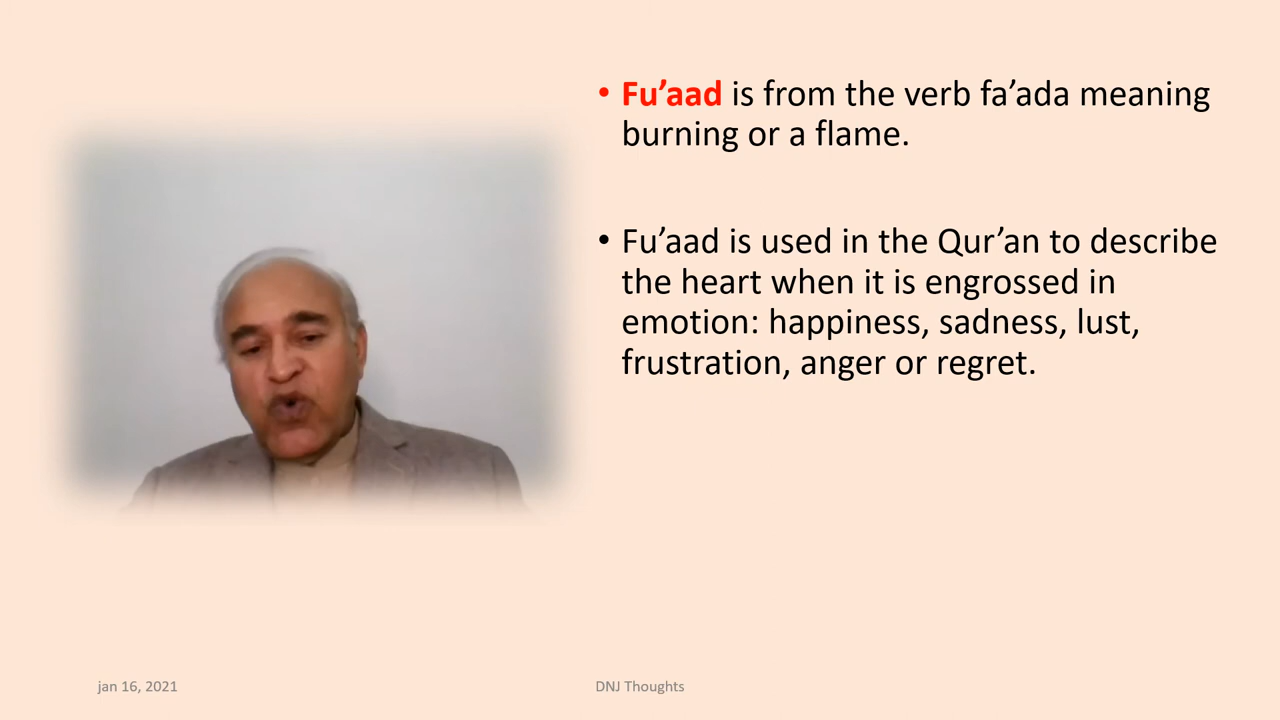 • Fu’aad is from the verb fa’ada meaning
burning or a flame.
• Fu’aad is used in the Qur’an to describe
the heart when it is engrossed in
emotion: happiness, sadness, lust,
frustration, anger or regret.
jan 16, 2021
DNJ Thoughts